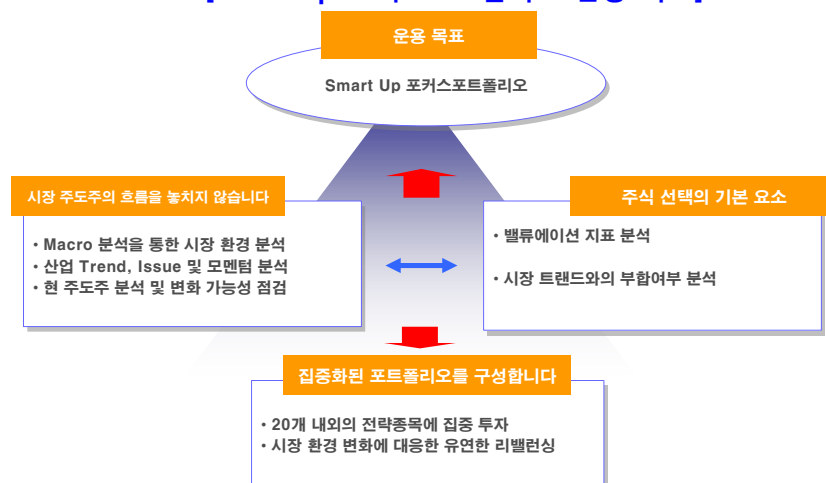 운용 목표
Smart Up 포커스포트폴리오
시장 주도주의 흐름을 놓치지 않습니다
• Macro 분석을 통한 시장 환경 분석
• 산업 Trend, Issue 및 모멘텀 분석
• 현 주도주 분석 및 변화 가능성 점검
주식 선택의 기본 요소
• 밸류에이션 지표 분석
• 시장 트랜드와의 부합여부 분석
집중화된 포트폴리오를 구성합니다
• 20개 내외의 전략종목에 집중 투자
• 시장 환경 변화에 대응한 유연한 리밸런싱